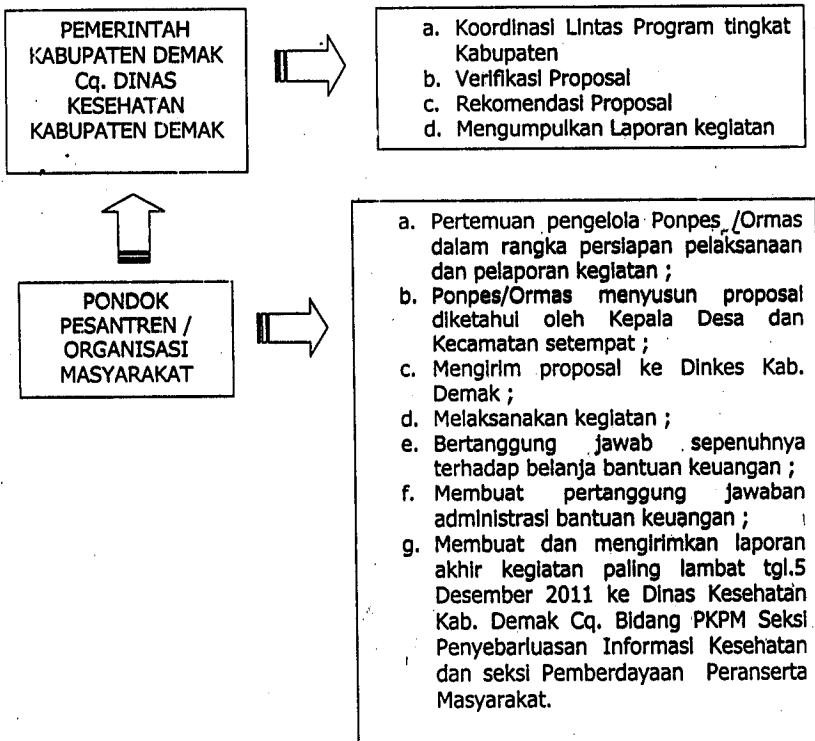 PEMERINTAH
KABUPATEN DEMAK
Cq. DINAS
KESEHATAN
KABUPATEN DEMAK
a. Koordinasi Lintas Program tingkat
Kabupaten
b. Verifikasi Proposal
c. Rekomendasi Proposal
d. Mengumpulkan Laporan kegiatan
PONDOK
PESANTREN /
ORGANISASI
MASYARAKAT
a. Pertemuan pengelola Ponpes /Ormas
dalam rangka persiapan pelaksanaan
dan pelaporan kegiatan ;
b. Ponpes/Ormas menyusun proposal
diketahui oleh Kepala Desa dan
Kecamatan setempat ;
c. Mengirim proposal ke Dinkes Kab.
Demak ;
d. Melaksanakan kegiatan ;
e. Bertanggung jawab sepenuhnya
terhadap belanja bantuan keuangan ;
f. Membuat pertanggung jawaban
administrasi bantuan keuangan ;
g. Membuat dan mengirimkan laporan
akhir kegiatan paling lambat tgl.5
Desember 2011 ke Dinas Kesehatan
Kab. Demak Cq. Bidang PKPM Seksi
Penyebarluasan Informasi Kesehatan
dan seksi Pemberdayaan Peranserta
Masyarakat.